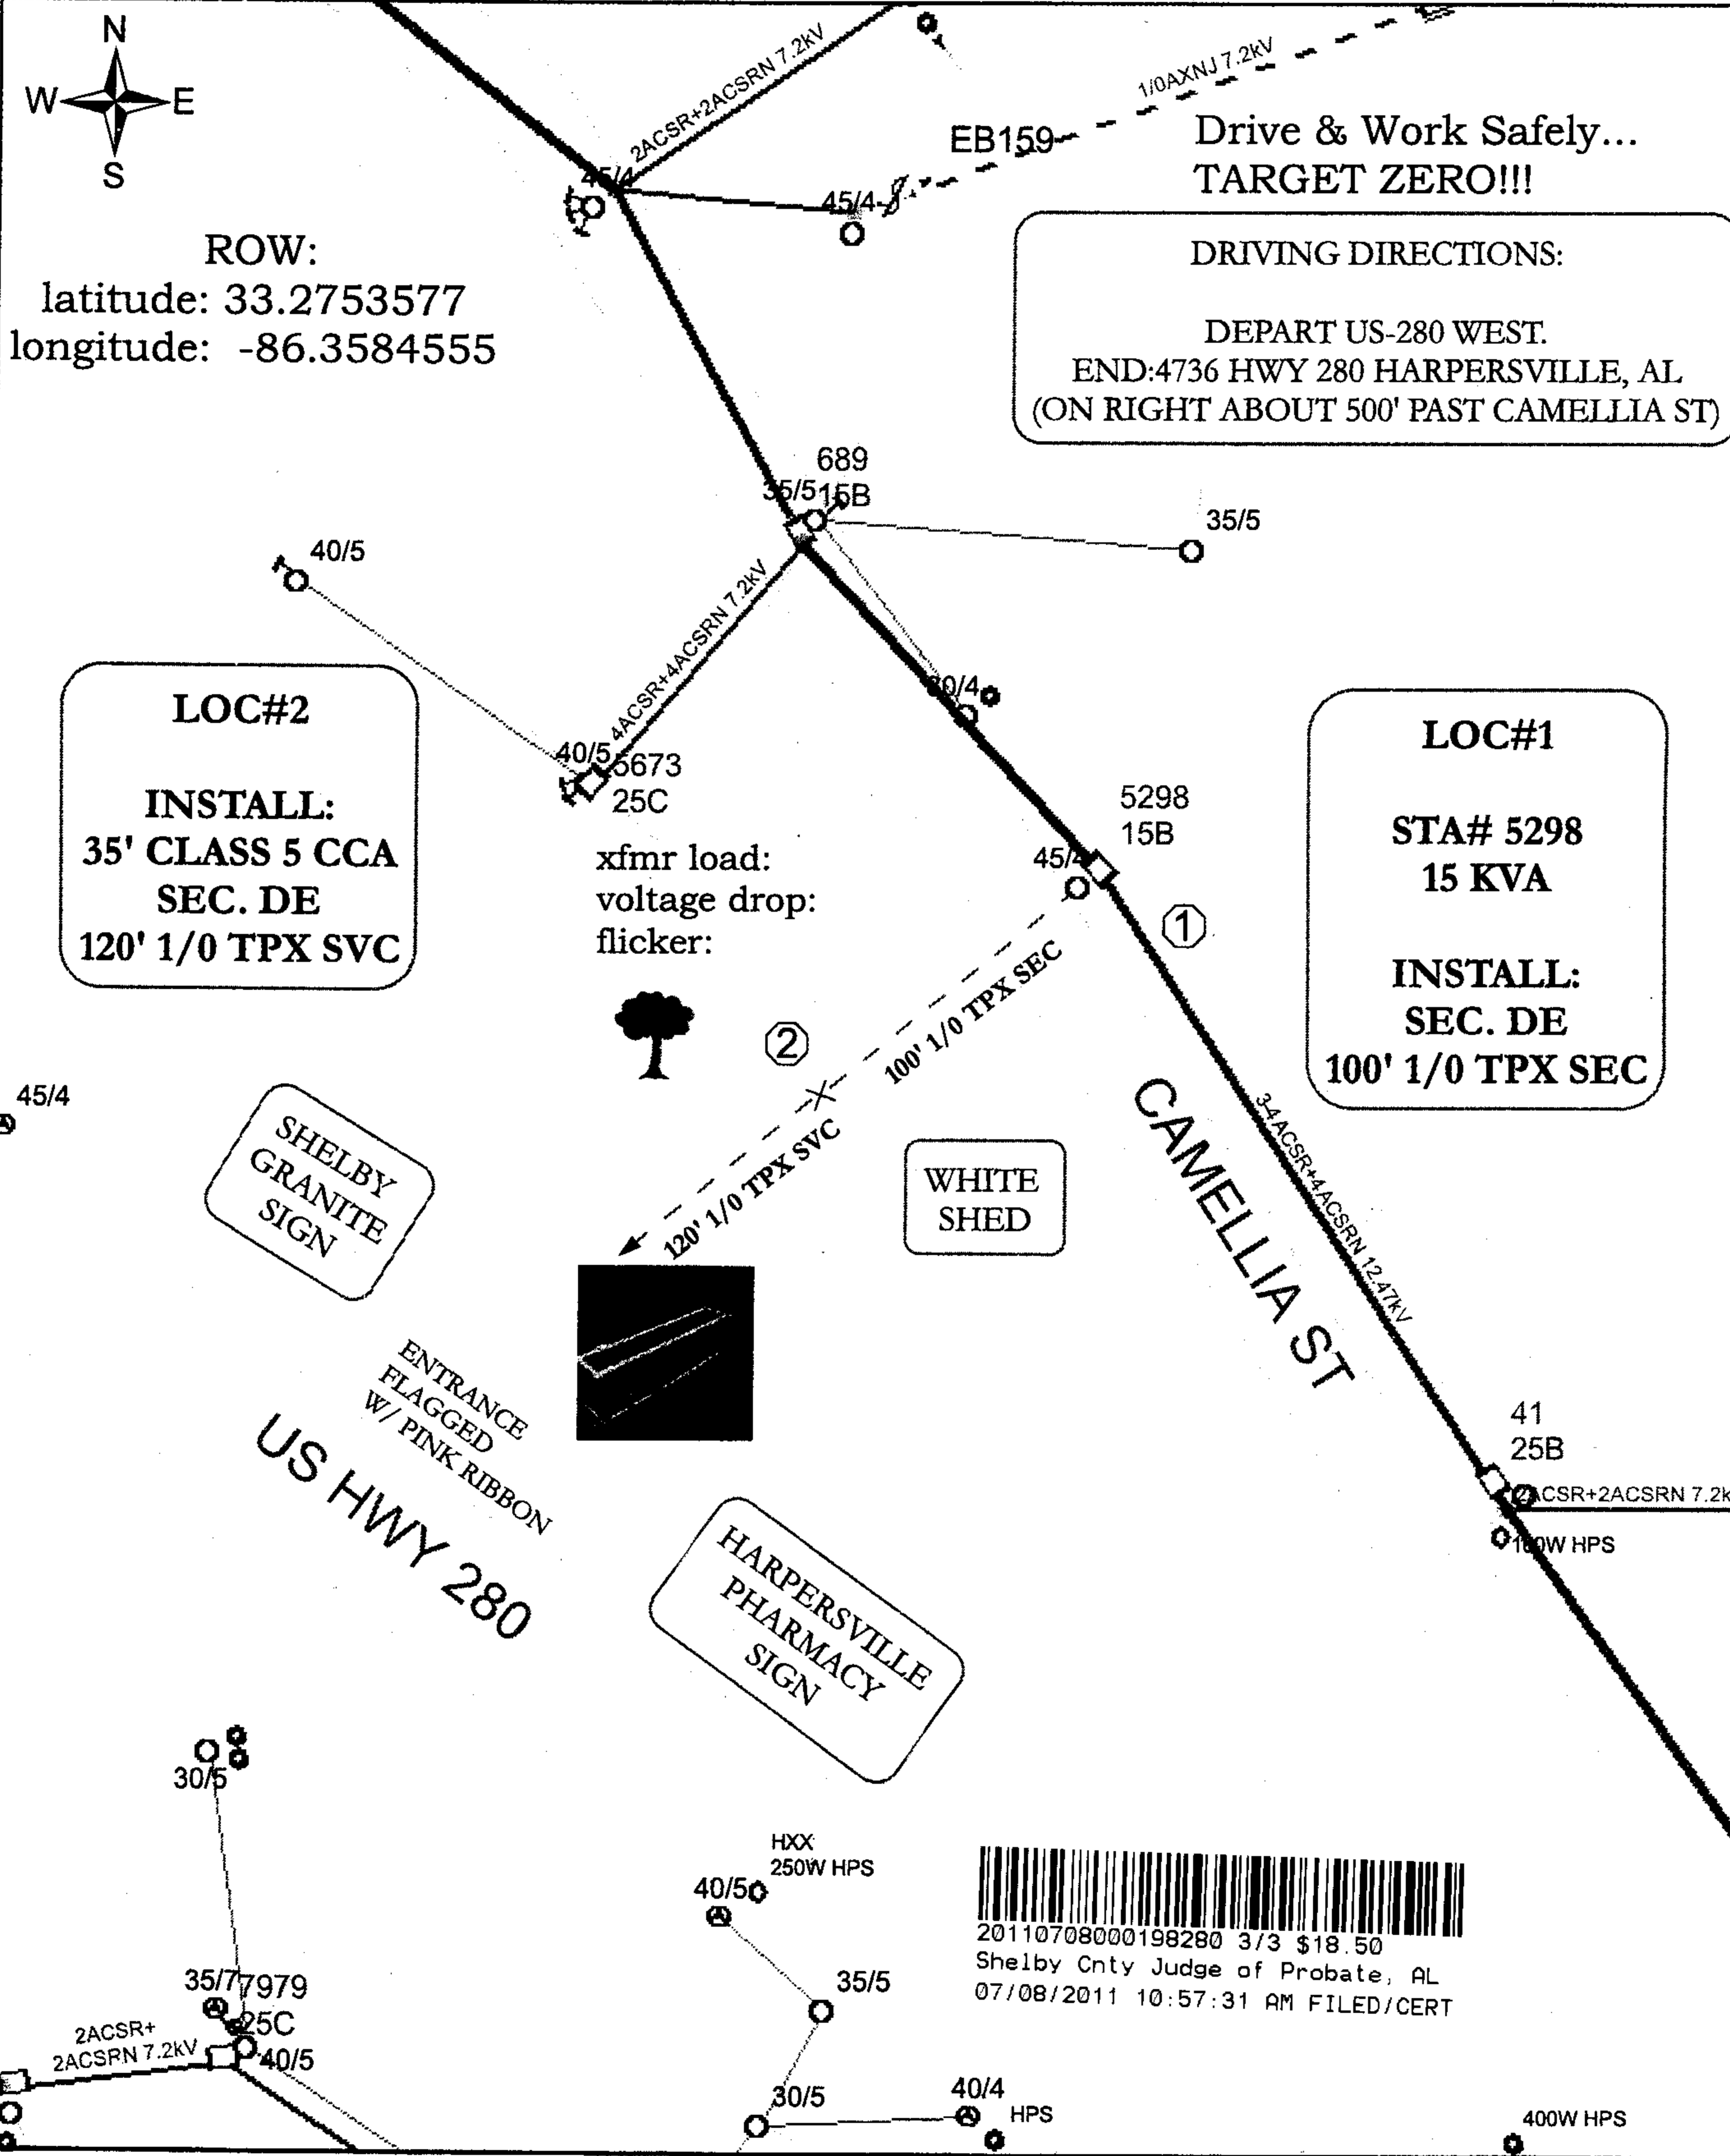 N
W E
S
2ACSR+2ACSRN 7.2kV
1/0AXNJ 7.2kV
EB159
Drive & Work Safely...
TARGET ZERO!!!
45/4
45/4
ROW:
latitude: 33.2753577
longitude: -86.3584555
DRIVING DIRECTIONS:
DEPART US-280 WEST.
END:4736 HWY 280 HARPERSVILLE, AL
(ON RIGHT ABOUT 500' PAST CAMELLIA ST)
689
35/5 15B
35/5
40/5
4ACSR+4ACSRN 7.2kV
LOC#2
INSTALL:
35' CLASS 5 CCA
SEC. DE
120' 1/0 TPX SVC
40/5 5673
25C
xfmr load:
voltage drop:
flicker:
5298
15B
45/4
1
LOC#1
STA# 5298
15 KVA
INSTALL:
SEC. DE
100' 1/0 TPX SEC
2
100' 1/0 TPX SEC
120' 1/0 TPX SVC
45/4
SHELBY
GRANITE
SIGN
WHITE
SHED
CAMELLIA ST
3-4ACSR+4ACSRN 12.47kV
ENTRANCE
FLAGGED
W/ PINK RIBBON
US HWY 280
41
25B
2ACSR+2ACSRN 7.2k
100W HPS
HARPERSVILLE
PHARMACY
SIGN
30/5
HXX
250W HPS
40/5
35/5
20110708000198280 3/3 $18.50
Shelby Cnty Judge of Probate, AL
07/08/2011 10:57:31 AM FILED/CERT
35/7 7979
25C
40/5
2ACSR+
2ACSRN 7.2kV
30/5
40/4
HPS
400W HPS